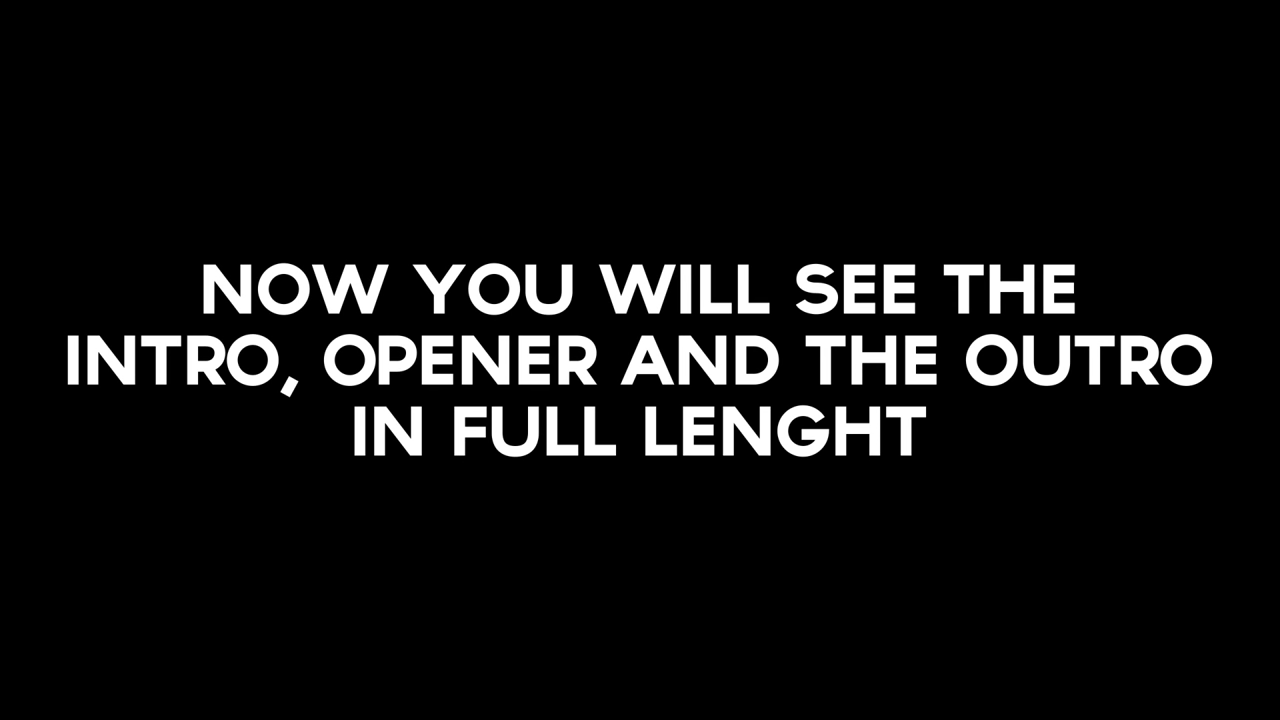 NOW YOU WILL SEE THE
INTRO, OPENER AND THE OUTRO
IN FULL LENGHT